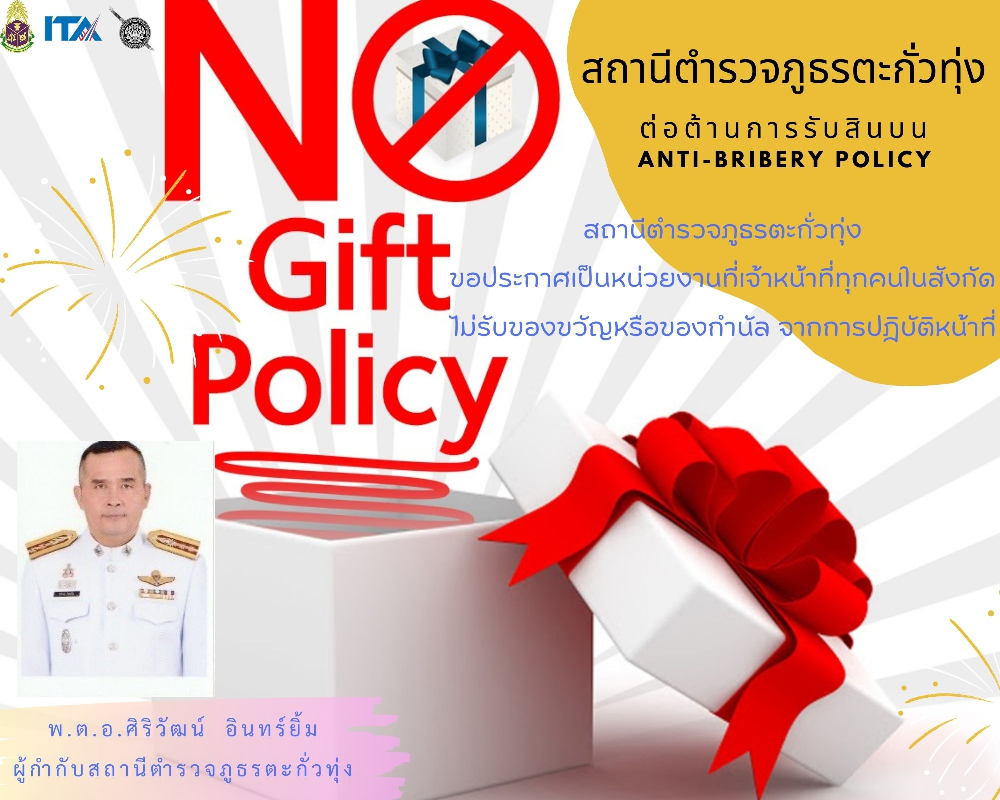 ITA
NO
Gift
Policy
สถานีตำรวจภูธรตะกั่วทุ่ง
ต่อต้านการรับสินบน
ANTI-BRIBERY POLICY
สถานีตำรวจภูธรตะกั่วทุ่ง
ขอประกาศเป็นหน่วยงานที่เจ้าหน้าที่ทุกคนในสังกัด
ไม่รับของขวัญหรือของกำนัล จากการปฎิบัติหน้าที่
พ.ต.อ.ศิริวัฒน์ อินทร์ยิ้ม
ผู้กำกับสถานีตำรวจภูธรตะกั่วทุ่ง